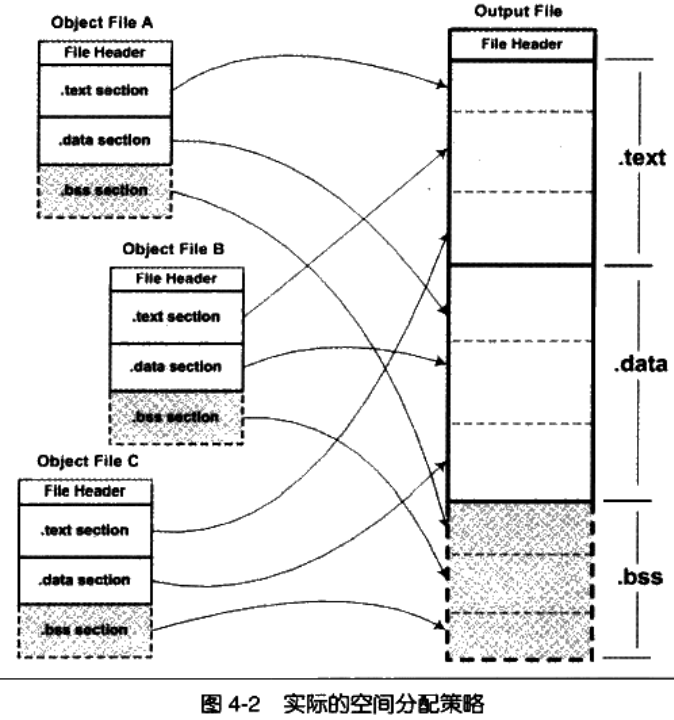 Object File A
File Header
.text section
.data section
.bss section
Object File B
File Header
.text section
.data section
.bss section
Object File C
File Header
.text section
.data section
.bss section
Output File
File Header
.text
.data
.bss
图 4-2 实际的空间分配策略